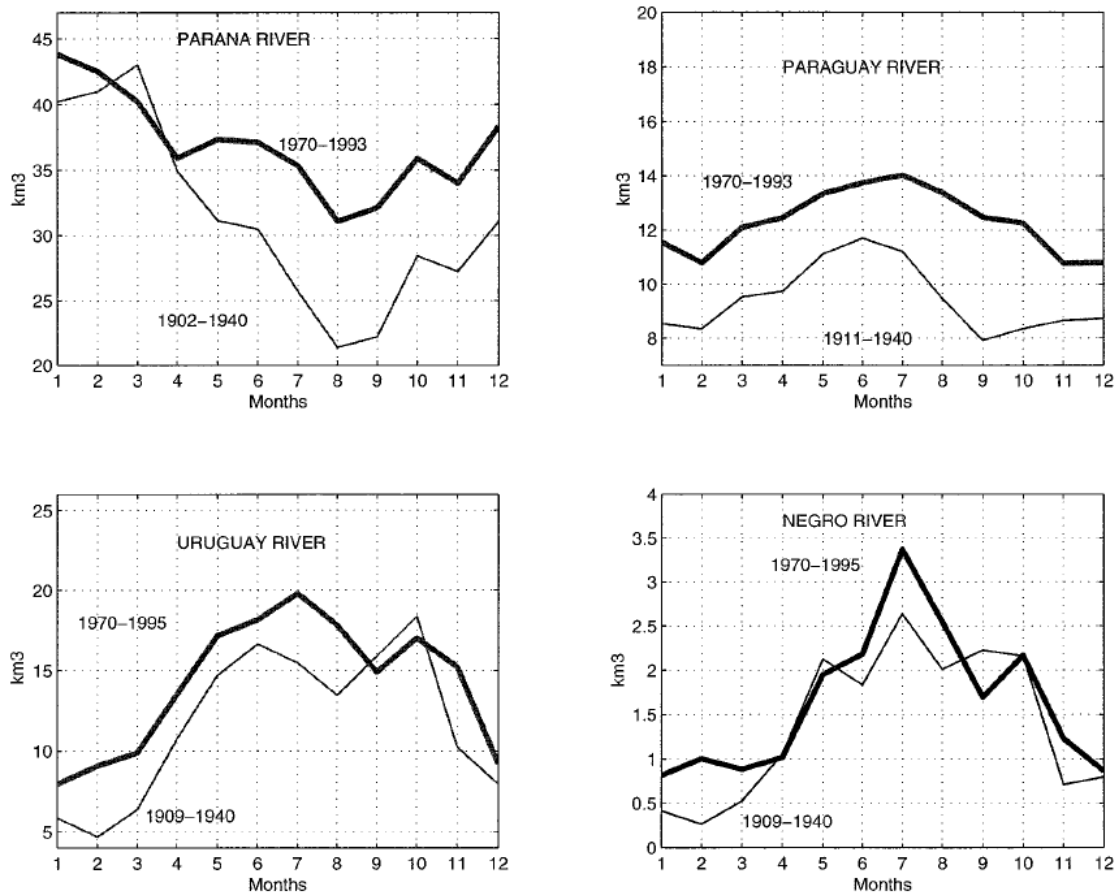 PARANA RIVER
45
40
35
30
25
20
km3
1970–1993
1902–1940
1 2 3 4 5 6 7 8 9 10 11 12
Months
PARAGUAY RIVER
20
18
16
14
12
10
8
km3
1970–1993
1911–1940
1 2 3 4 5 6 7 8 9 10 11 12
Months
URUGUAY RIVER
25
20
15
10
5
km3
1970–1995
1909–1940
1 2 3 4 5 6 7 8 9 10 11 12
Months
NEGRO RIVER
4
3.5
3
2.5
2
1.5
1
0.5
0
km3
1970–1995
1909–1940
1 2 3 4 5 6 7 8 9 10 11 12
Months